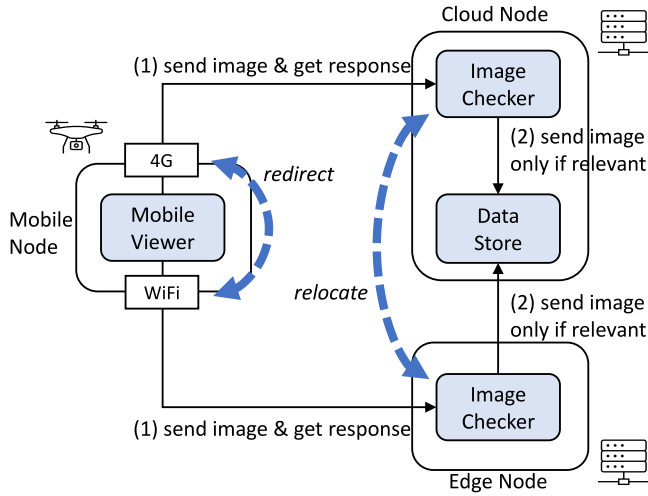 Cloud Node
(1) send image & get response
Image
Checker
(2) send image
only if relevant
4G
redirect
Mobile
Node
Mobile
Viewer
Data
Store
WiFi
relocate
(2) send image
only if relevant
Image
Checker
(1) send image & get response
Edge Node